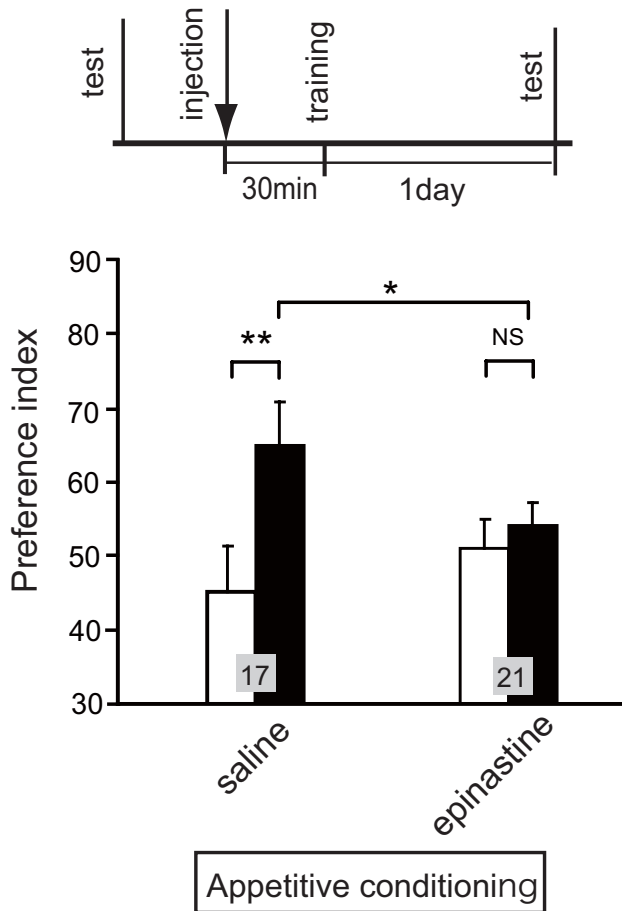 test
injection
training
test
30min
1day
Preference index
90
80
70
60
50
40
30
*
**
NS
17
21
saline
epinastine
Appetitive conditioning